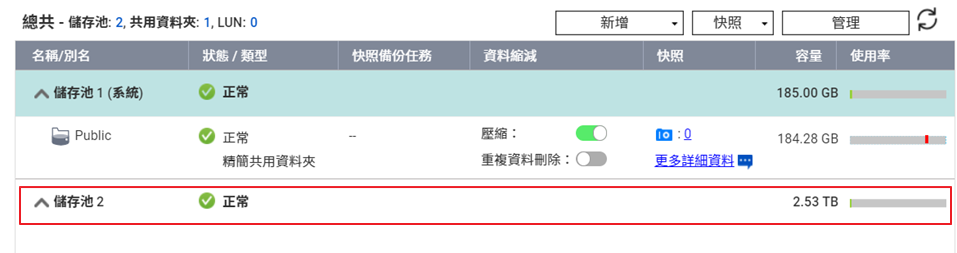 總共 - 儲存池: 2, 共用資料夾: 1, LUN: 0 新增 快照 管理
名稱/別名 狀態 / 類型 快照備份任務 資料縮減 快照 容量 使用率
儲存池 1 (系統) 正常 185.00 GB
Public 正常 -- 壓縮： : 0 184.28 GB
精簡共用資料夾 重複資料刪除： 更多詳細資料
儲存池 2 正常 2.53 TB